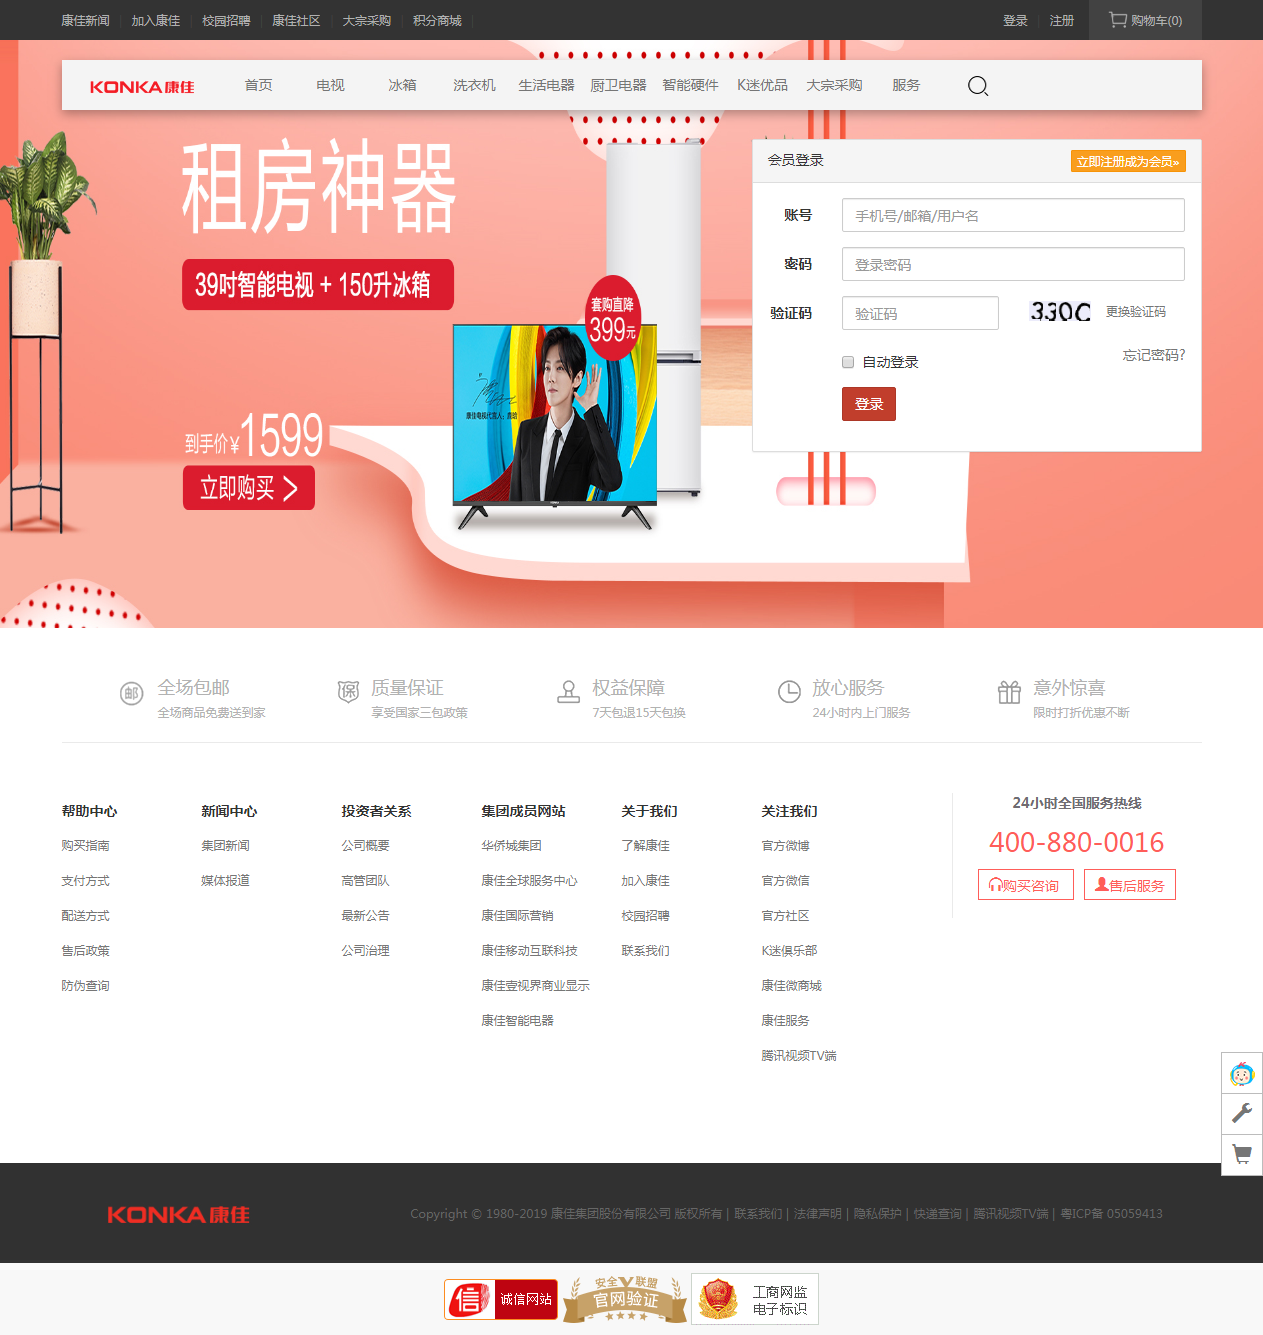 康佳新闻 加入康佳 校园招聘 康佳社区 大宗采购 积分商城 登录 注册 购物车(0)
KONKA康佳 首页 电视 冰箱 洗衣机 生活电器 厨卫电器 智能硬件 K迷优品 大宗采购 服务
租房神器
39吋智能电视 + 150升冰箱
套购直降
399元
康佳电视代言人：鹿晗
到手价¥1599
立即购买
会员登录 立即注册成为会员»
账号 手机号/邮箱/用户名
密码 登录密码
验证码 验证码 330C 更换验证码
自动登录 忘记密码?
登录
邮 全场包邮 保 质量保证 权益保障 放心服务 意外惊喜
全场商品免费送到家 享受国家三包政策 7天包退15天包换 24小时内上门服务 限时打折优惠不断
帮助中心 新闻中心 投资者关系 集团成员网站 关于我们 关注我们 24小时全国服务热线
购买指南 集团新闻 公司概要 华侨城集团 了解康佳 官方微博 400-880-0016
支付方式 媒体报道 高管团队 康佳全球服务中心 加入康佳 官方微信 购买咨询 售后服务
配送方式 最新公告 康佳国际营销 校园招聘 官方社区
售后政策 公司治理 康佳移动互联科技 联系我们 K迷俱乐部
防伪查询 康佳壹视界商业显示 康佳微商城
康佳智能电器 康佳服务
腾讯视频TV端
KONKA康佳 Copyright © 1980-2019 康佳集团股份有限公司 版权所有 | 联系我们 | 法律声明 | 隐私保护 | 快递查询 | 腾讯视频TV端 | 粤ICP备 05059413
信 诚信网站 安全联盟 官网验证 工商网监
电子标识